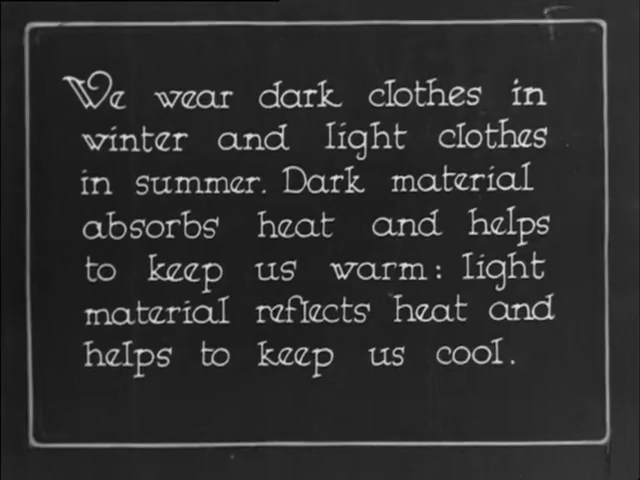 We wear dark clothes in
winter and light clothes
in summer. Dark material
absorbs heat and helps
to keep us warm: light
material reflects heat and
helps to keep us cool.